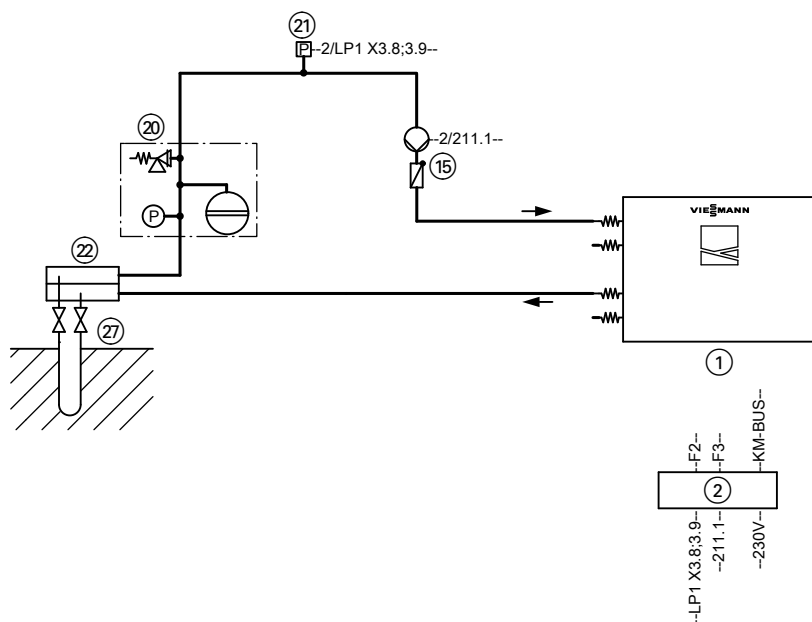 21
P--2/LP1 X3.8;3.9--
20
--2/211.1--
15
P
VIESSMANN
22
27
1
--F2--
--F3--
--KM-BUS--
2
--LP1 X3.8;3.9--
--211.1--
--230V--